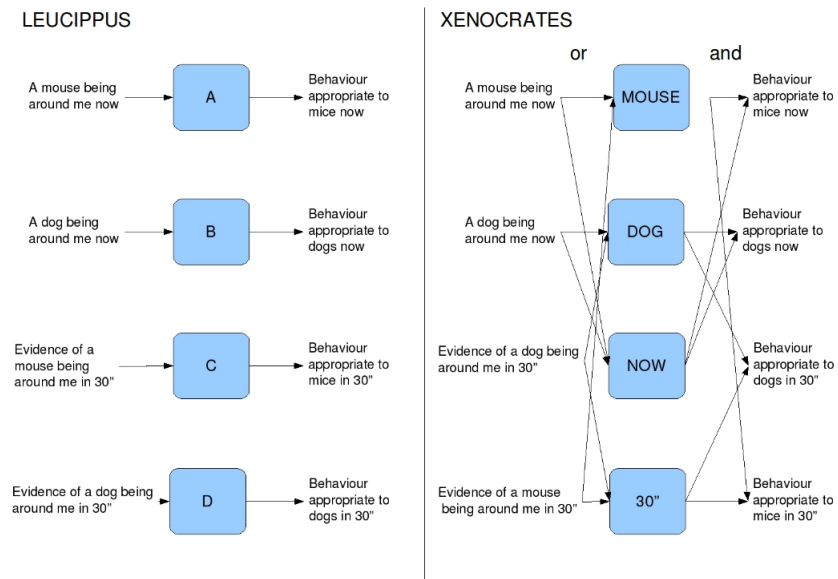 LEUCIPPUS
A mouse being
around me now
A
Behaviour
appropriate to
mice now
A dog being
around me now
B
Behaviour
appropriate to
dogs now
Evidence of a
mouse being
around me in 30”
C
Behaviour
appropriate to
mice in 30”
Evidence of a dog being
around me in 30”
D
Behaviour
appropriate to
dogs in 30”
XENOCRATES
or
and
A mouse being
around me now
MOUSE
Behaviour
appropriate to
mice now
A dog being
around me now
DOG
Behaviour
appropriate to
dogs now
Evidence of a dog being
around me in 30”
NOW
Behaviour
appropriate to
dogs in 30”
Evidence of a mouse
being around me in 30”
30”
Behaviour
appropriate to
mice in 30”